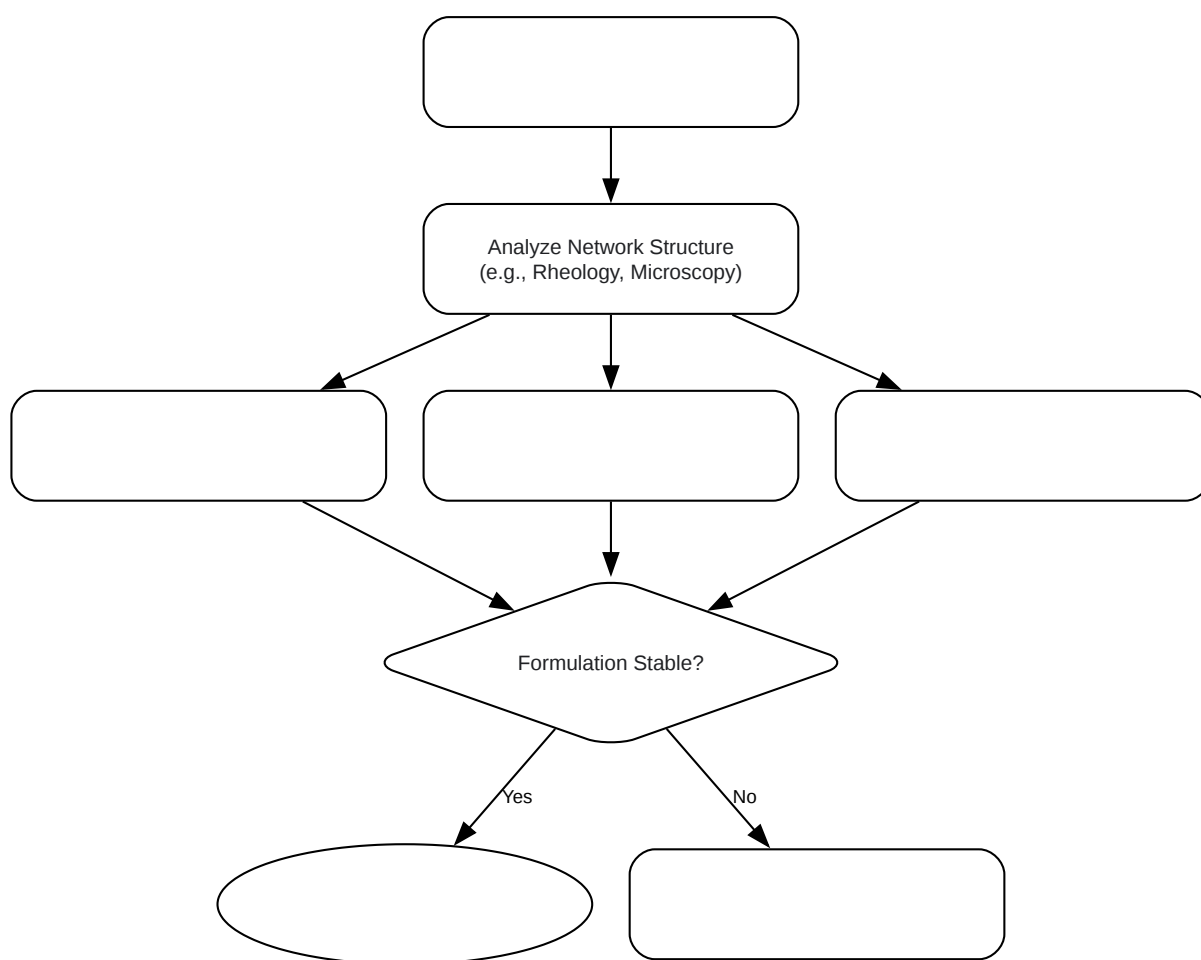 Analyze Network Structure
(e.g., Rheology, Microscopy)
Formulation Stable?
Yes
No